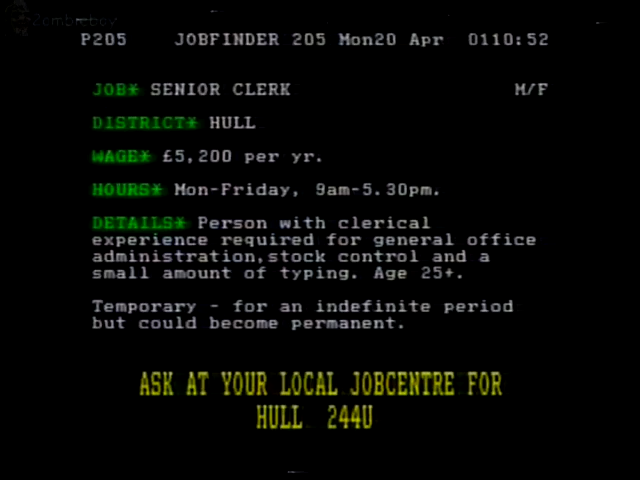 Zombieboy
P205 JOBFINDER 205 Mon20 Apr 0110:52
JOB* SENIOR CLERK M/F
DISTRICT* HULL
WAGE* £5,200 per yr.
HOURS* Mon-Friday, 9am-5.30pm.
DETAILS* Person with clerical
experience required for general office
administration,stock control and a
small amount of typing. Age 25+.
Temporary - for an indefinite period
but could become permanent.
ASK AT YOUR LOCAL JOBCENTRE FOR
HULL 244U